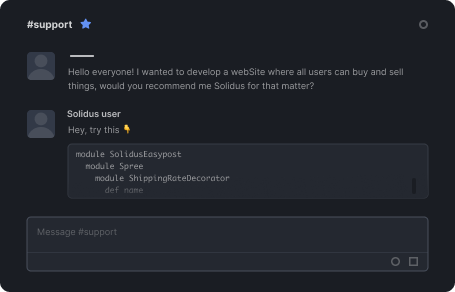 #support
Hello everyone! I wanted to develop a webSite where all users can buy and sell
things, would you recommend me Solidus for that matter?
Solidus user
Hey, try this 👇
module SolidusEasypost
module Spree
module ShippingRateDecorator
def name
Message #support